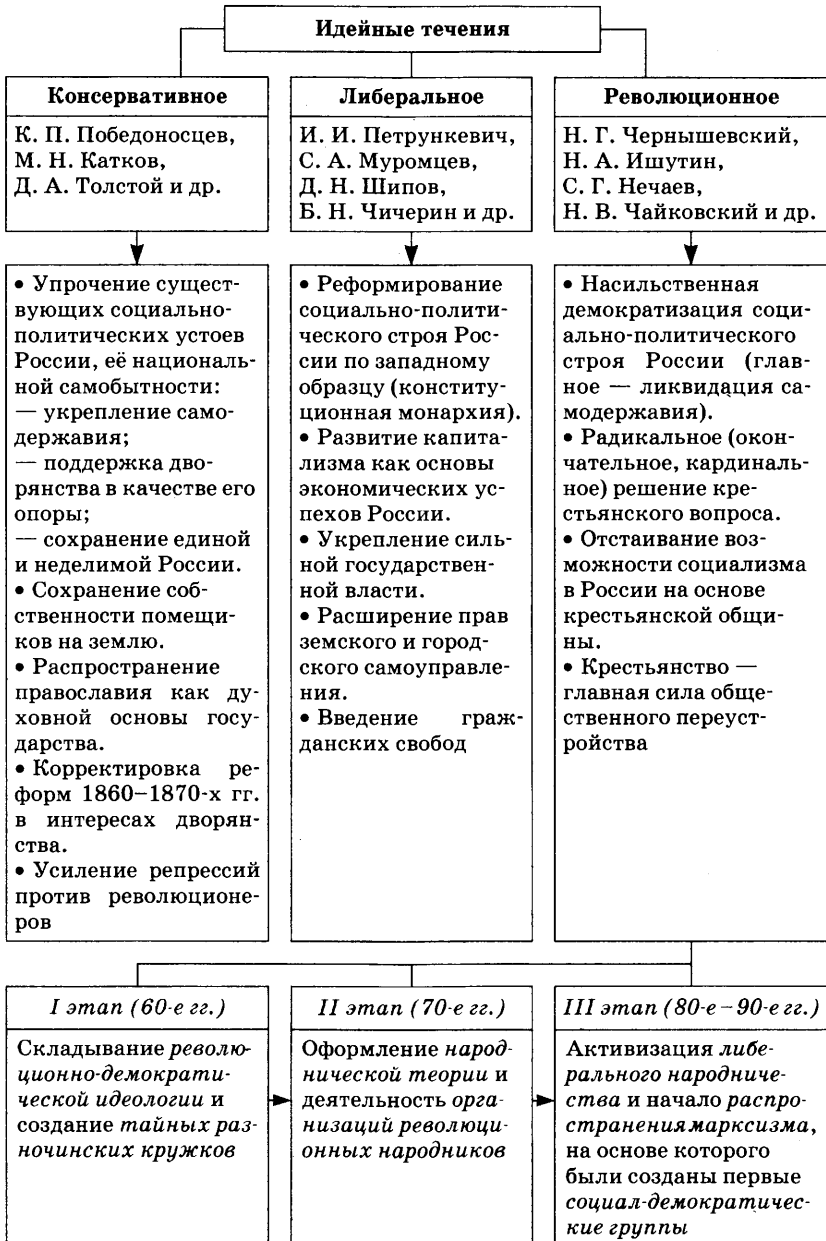 Идейные течения
Консервативное
К. П. Победоносцев,
М. Н. Катков,
Д. А. Толстой и др.
Либеральное
И. И. Петрункевич,
С. А. Муромцев,
Д. Н. Шипов,
Б. Н. Чичерин и др.
Революционное
Н. Г. Чернышевский,
Н. А. Ишутин,
С. Г. Нечаев,
Н. В. Чайковский и др.
• Упрочение сущест-
вующих социально-
политических устоев
России, её националь-
ной самобытности:
— укрепление само-
державия;
— поддержка дво-
рянства в качестве его
опоры;
— сохранение единой
и неделимой России.
• Сохранение соб-
ственности помещи-
ков на землю.
• Распространение
православия как ду-
ховной основы госу-
дарства.
• Корректировка ре-
форм 1860–1870-х гг.
в интересах дворян-
ства.
• Усиление репрессий
против революционе-
ров
• Реформирование
социально-полити-
ческого строя Рос-
сии по западному
образцу (конститу-
ционная монархия).
• Развитие капита-
лизма как основы
экономических ус-
пехов России.
• Укрепление силь-
ной государствен-
ной власти.
• Расширение прав
земского и город-
ского самоуправле-
ния.
• Введение граж-
данских свобод
• Насильственная
демократизация соци-
ально-политического
строя России (глав-
ное — ликвидация са-
модержавия).
• Радикальное (окон-
чательное, кардиналь-
ное) решение кре-
стьянского вопроса.
• Отстаивание воз-
можности социализма
в России на основе
крестьянской общи-
ны.
• Крестьянство —
главная сила обще-
ственного переуст-
ройства
I этап (60-е гг.)
Складывание револю-
ционно-демократи-
ческой идеологии и
создание тайных раз-
ночинских кружков
II этап (70-е гг.)
Оформление народ-
нической теории и
деятельность орга-
низаций революци-
онных народников
III этап (80-е – 90-е гг.)
Активизация либе-
рального народниче-
ства и начало распро-
странения марксизма,
на основе которого
были созданы первые
социал-демократичес-
кие группы